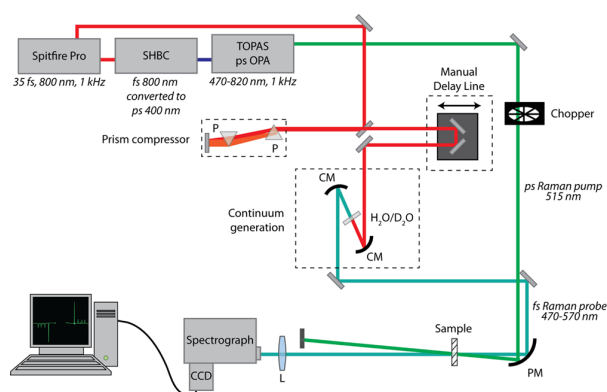 Spitfire Pro
35 fs, 800 nm, 1 kHz
SHBC
fs 800 nm
converted to
ps 400 nm
TOPAS
ps OPA
470-820 nm, 1 kHz
Manual
Delay Line
Chopper
Prism compressor
P
P
ps Raman pump
515 nm
CM
Continuum
generation
H2O/D2O
CM
fs Raman probe
470-570 nm
Sample
Spectrograph
CCD
L
PM